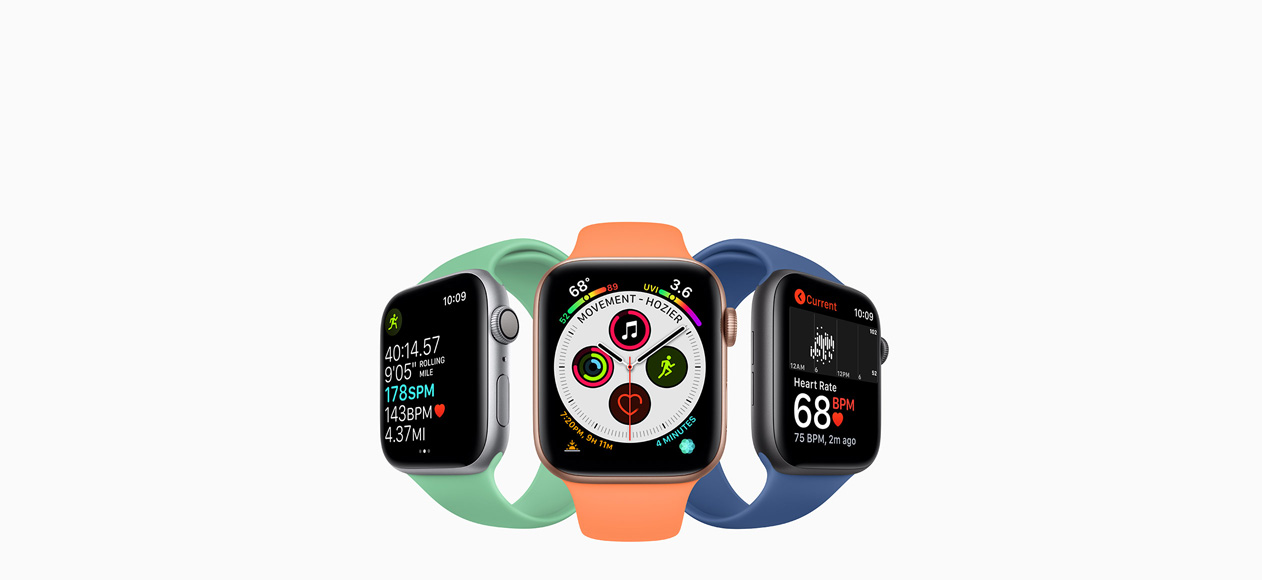 10:09
40:14.57
9'05" ROLLING
MILE
178SPM
143BPM
4.37MI
68°
52
89
UVI
3.6
MOVEMENT - HOZIER
7:20PM, 9H 11M
4 MINUTES
Current
10:09
102
12AM 6 12PM 6 52
Heart Rate
68 BPM
75 BPM, 2m ago